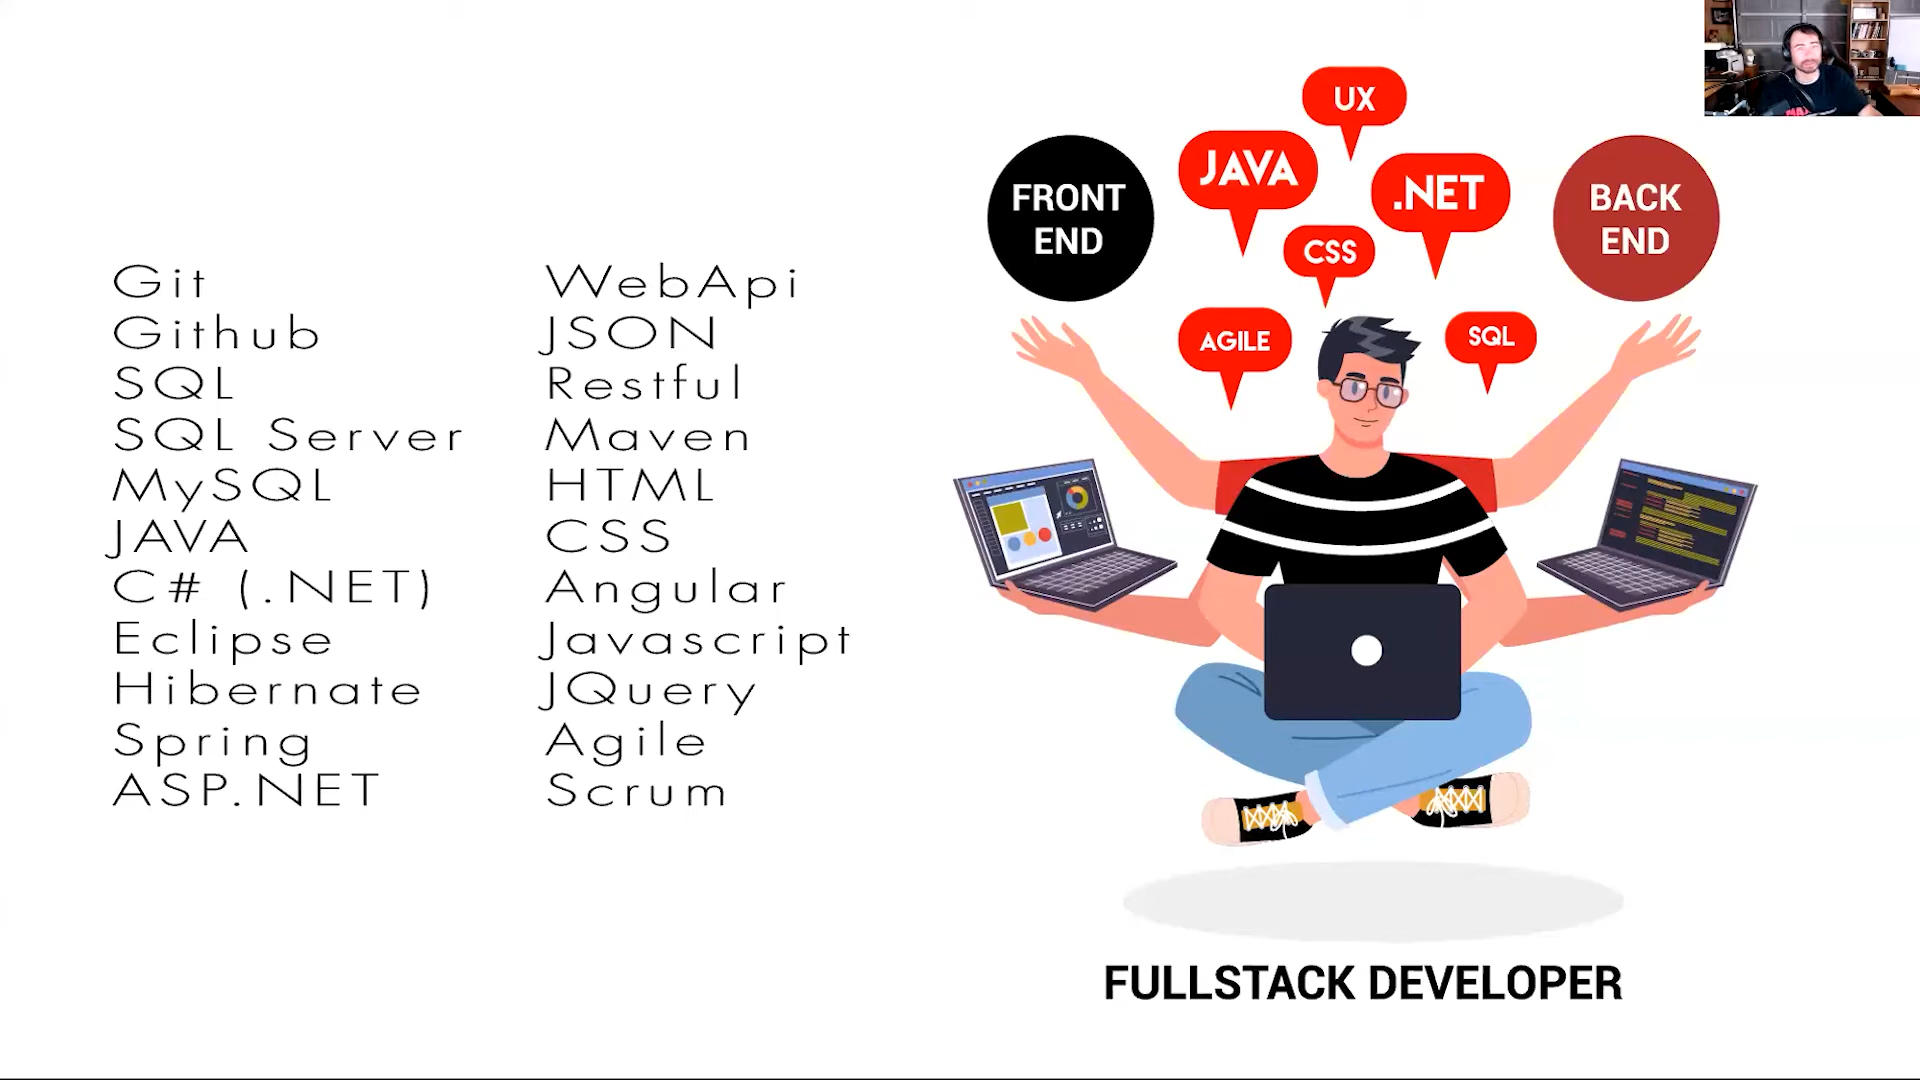 Git
Github
SQL
SQL Server
MySQL
JAVA
C# (.NET)
Eclipse
Hibernate
Spring
ASP.NET
WebApi
JSON
Restful
Maven
HTML
CSS
Angular
Javascript
JQuery
Agile
Scrum
UX
JAVA
.NET
FRONT
END
CSS
BACK
END
AGILE
SQL
FULLSTACK DEVELOPER